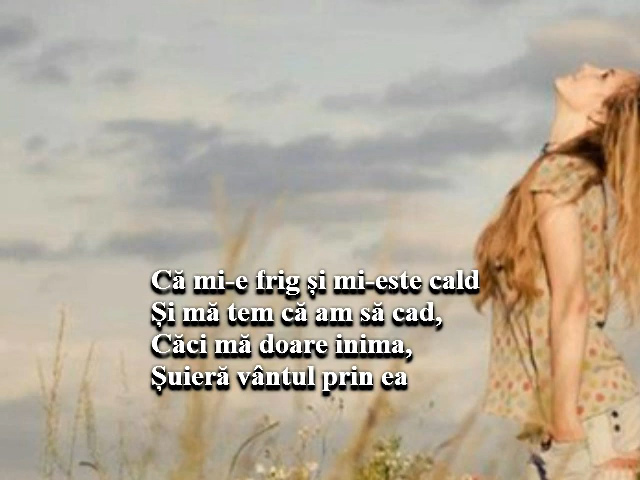 Că mi-e frig și mi-este cald
Și mă tem că am să cad,
Căci mă doare inima,
Șuieră vântul prin ea